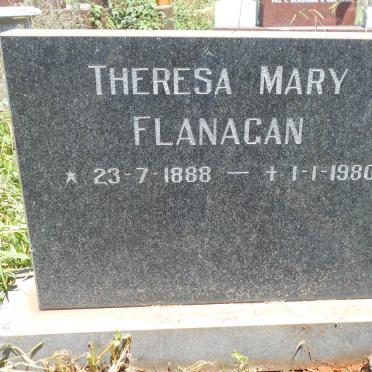 THERESA MARY
FLANAGAN
* 23-7-1888 — + 1-1-1980